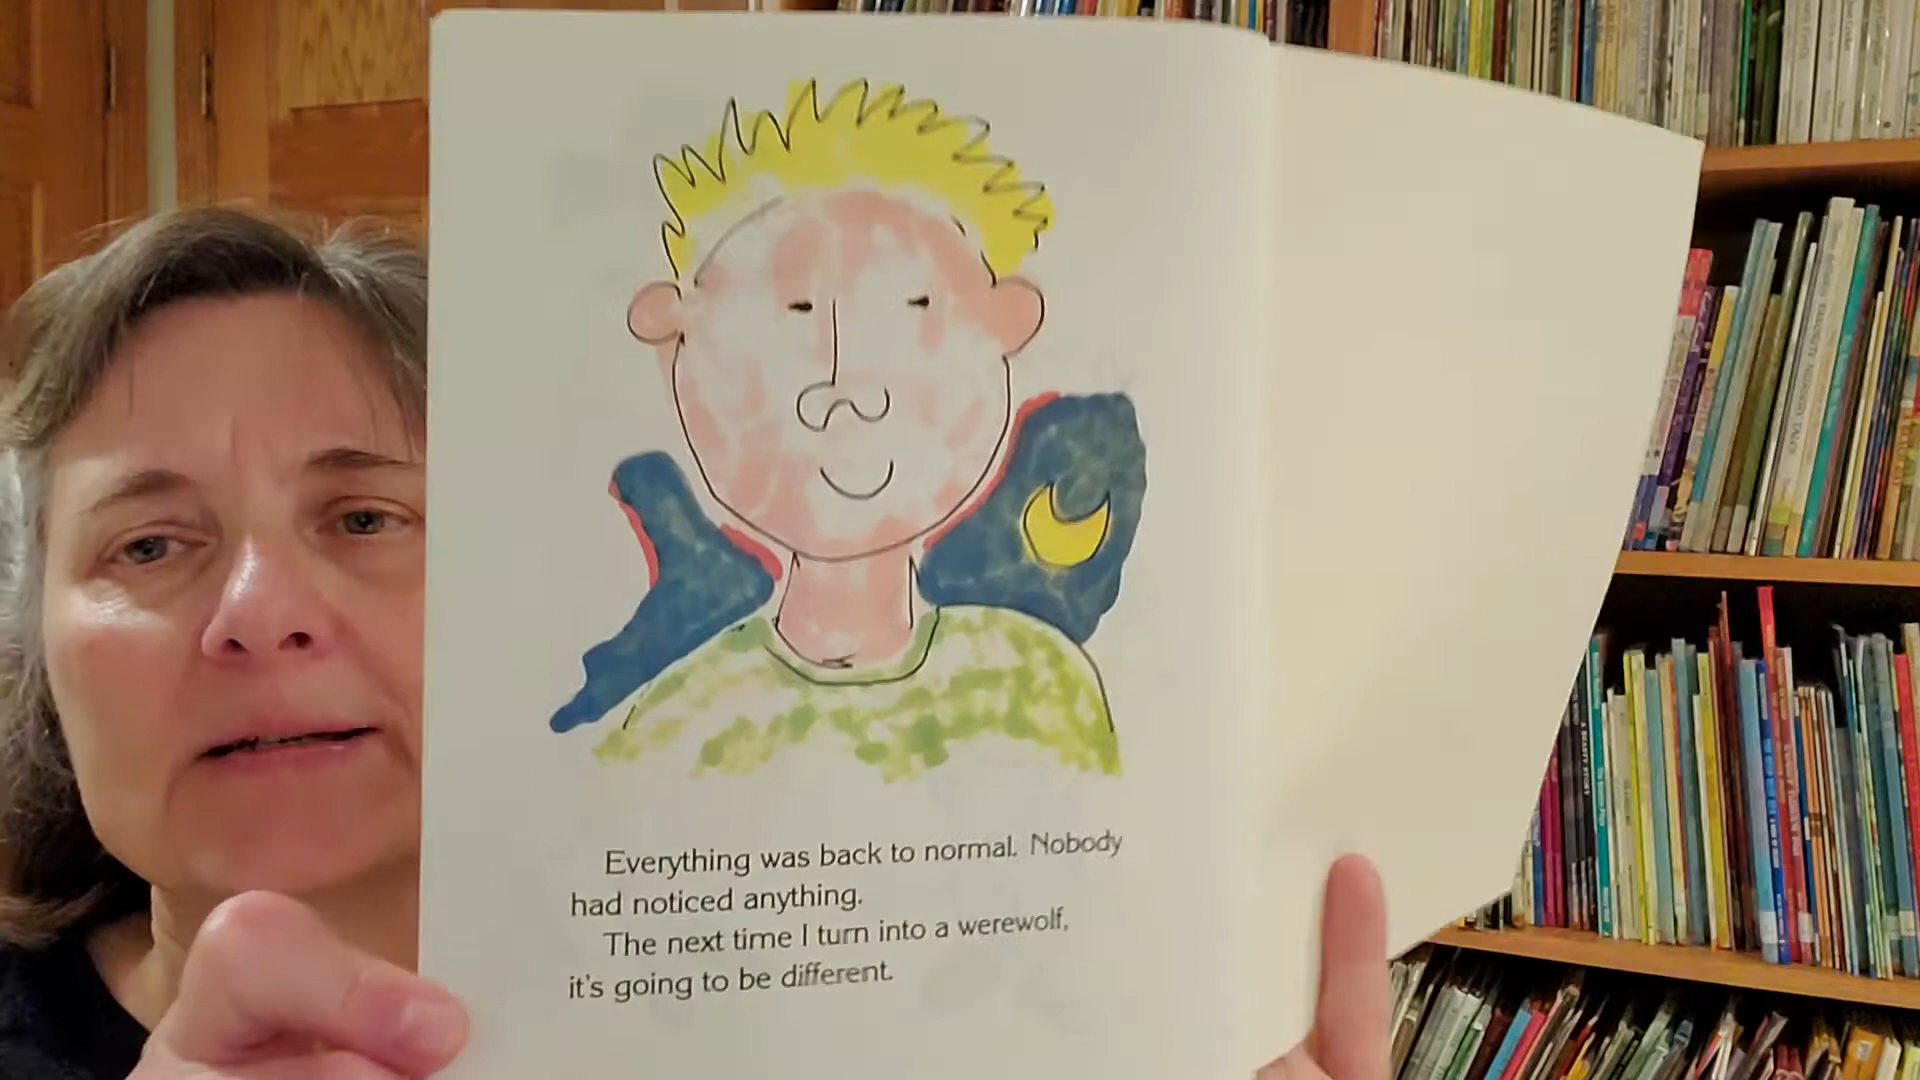 Everything was back to normal. Nobody
had noticed anything.
The next time I turn into a werewolf,
it's going to be different.